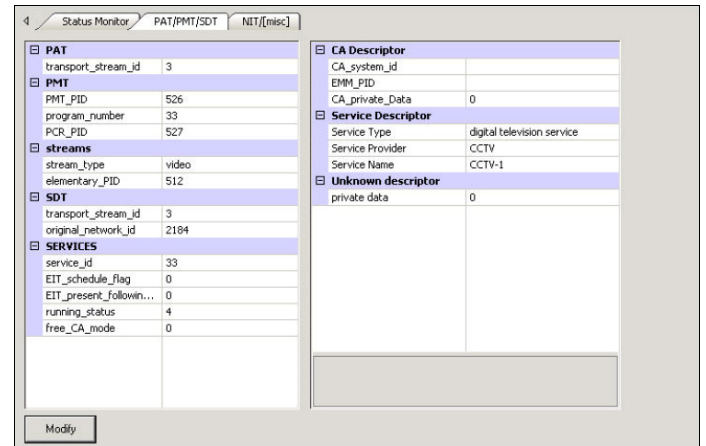 Status Monitor PAT/PMT/SDT NIT/[misc]
PAT
transport_stream_id 3
PMT
PMT_PID 526
program_number 33
PCR_PID 527
streams
stream_type video
elementary_PID 512
SDT
transport_stream_id 3
original_network_id 2184
SERVICES
service_id 33
EIT_schedule_flag 0
EIT_present_followin... 0
running_status 4
free_CA_mode 0
CA Descriptor
CA_system_id
EMM_PID
CA_private_Data 0
Service Descriptor
Service Type digital television service
Service Provider CCTV
Service Name CCTV-1
Unknown descriptor
private data 0
Modify